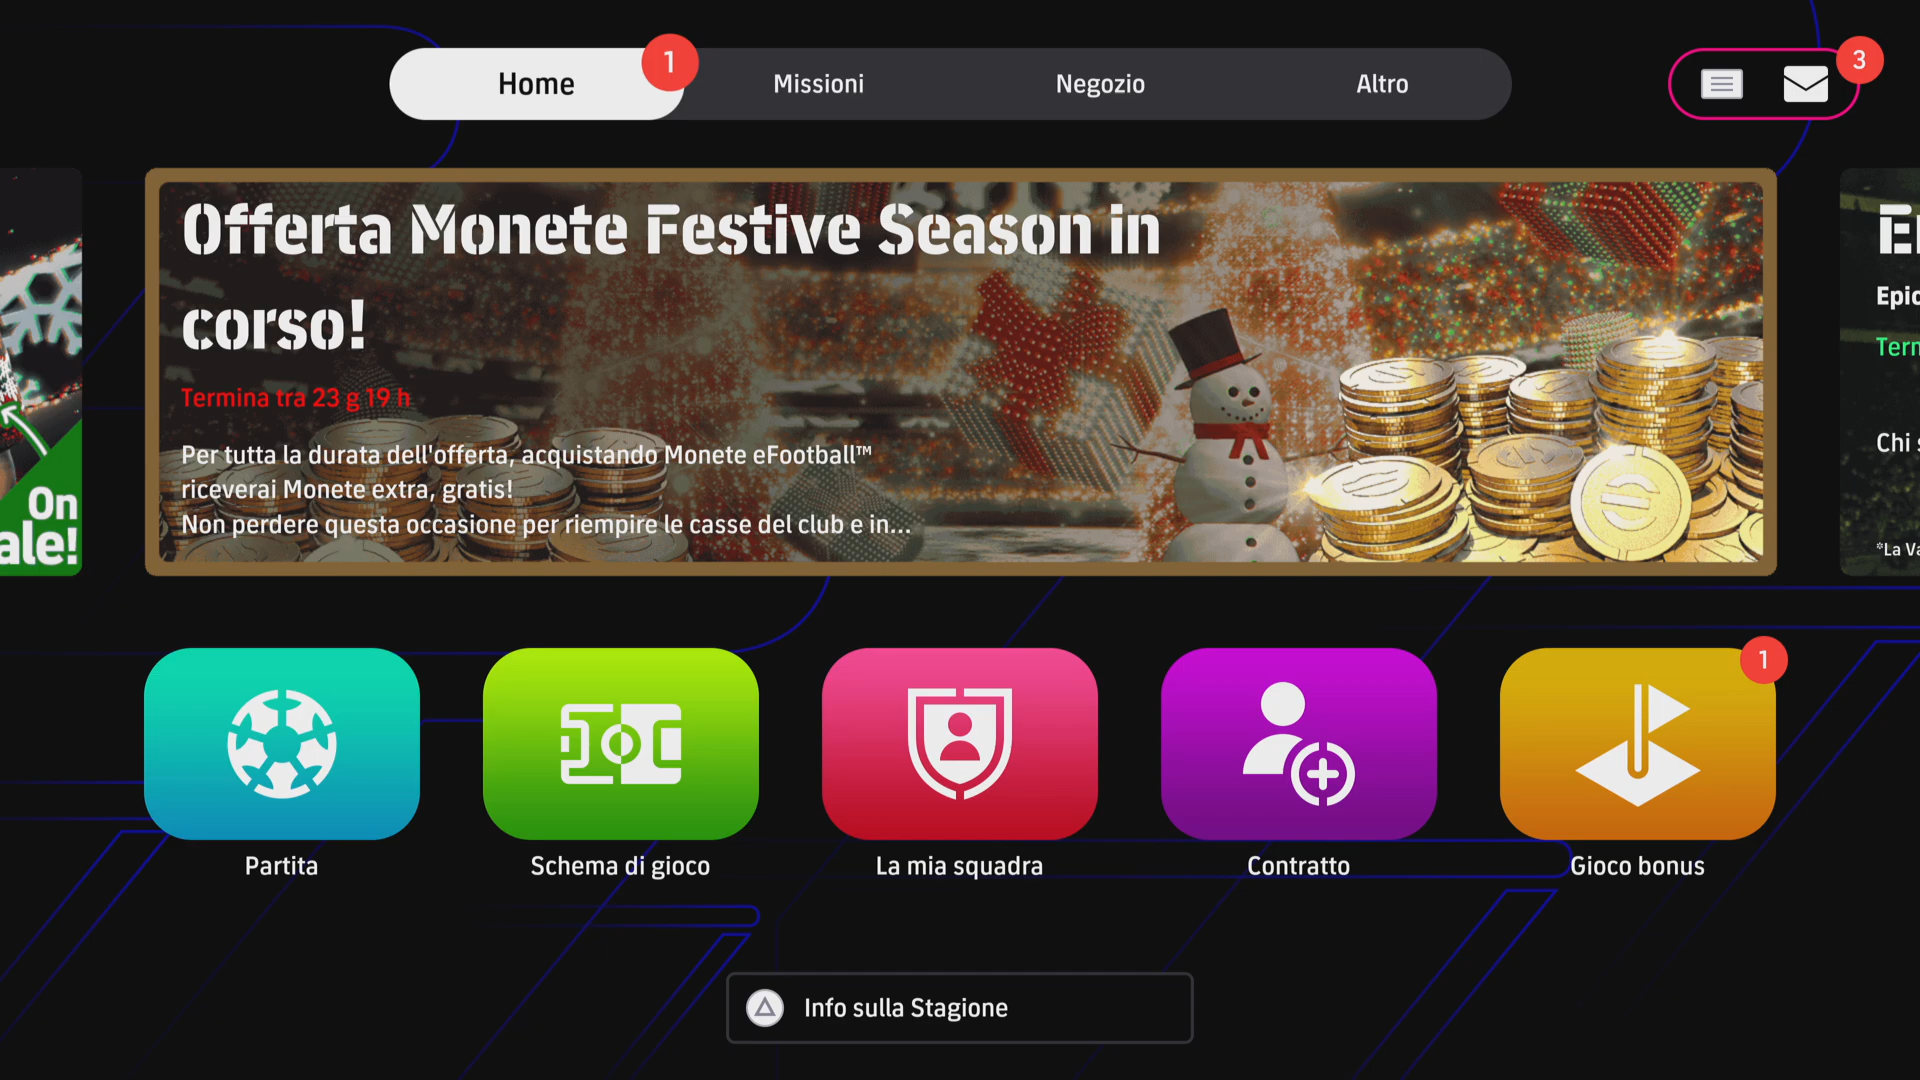 Home
1
Missioni
Negozio
Altro
3
Offerta Monete Festive Season in
corso!
Termina tra 23 g 19 h
Per tutta la durata dell'offerta, acquistando Monete eFootball™
riceverai Monete extra, gratis!
Non perdere questa occasione per riempire le casse del club e in...
On
ale!
Epic
Term
Chi
*La Va
Partita
Schema di gioco
La mia squadra
Contratto
1
Gioco bonus
Info sulla Stagione